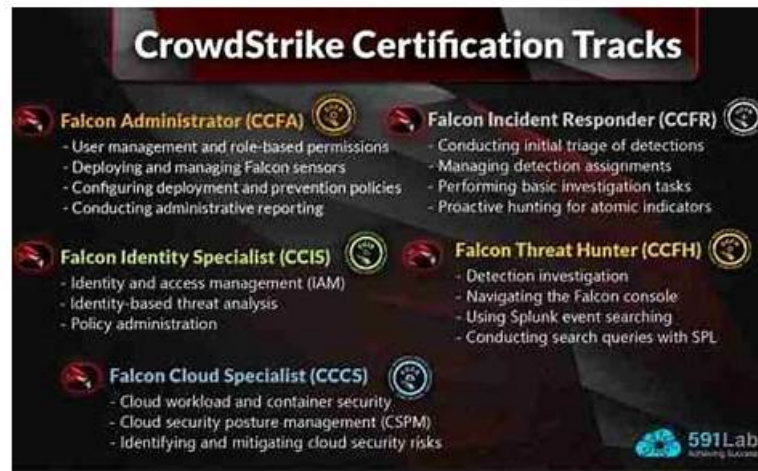 CrowdStrike Certification Tracks
Falcon Administrator (CCFA)
- User management and role-based permissions
- Deploying and managing Falcon sensors
- Configuring deployment and prevention policies
- Conducting administrative reporting
Falcon Incident Responder (CCFR)
- Conducting initial triage of detections
- Managing detection assignments
- Performing basic investigation tasks
- Proactive hunting for atomic indicators
Falcon Identity Specialist (CCIS)
- Identity and access management (IAM)
- Identity-based threat analysis
- Policy administration
Falcon Threat Hunter (CCFH)
- Detection investigation
- Navigating the Falcon console
- Using Splunk event searching
- Conducting search queries with SPL
Falcon Cloud Specialist (CCCS)
- Cloud workload and container security
- Cloud security posture management (CSPM)
- Identifying and mitigating cloud security risks
591Lab
Achieving Success